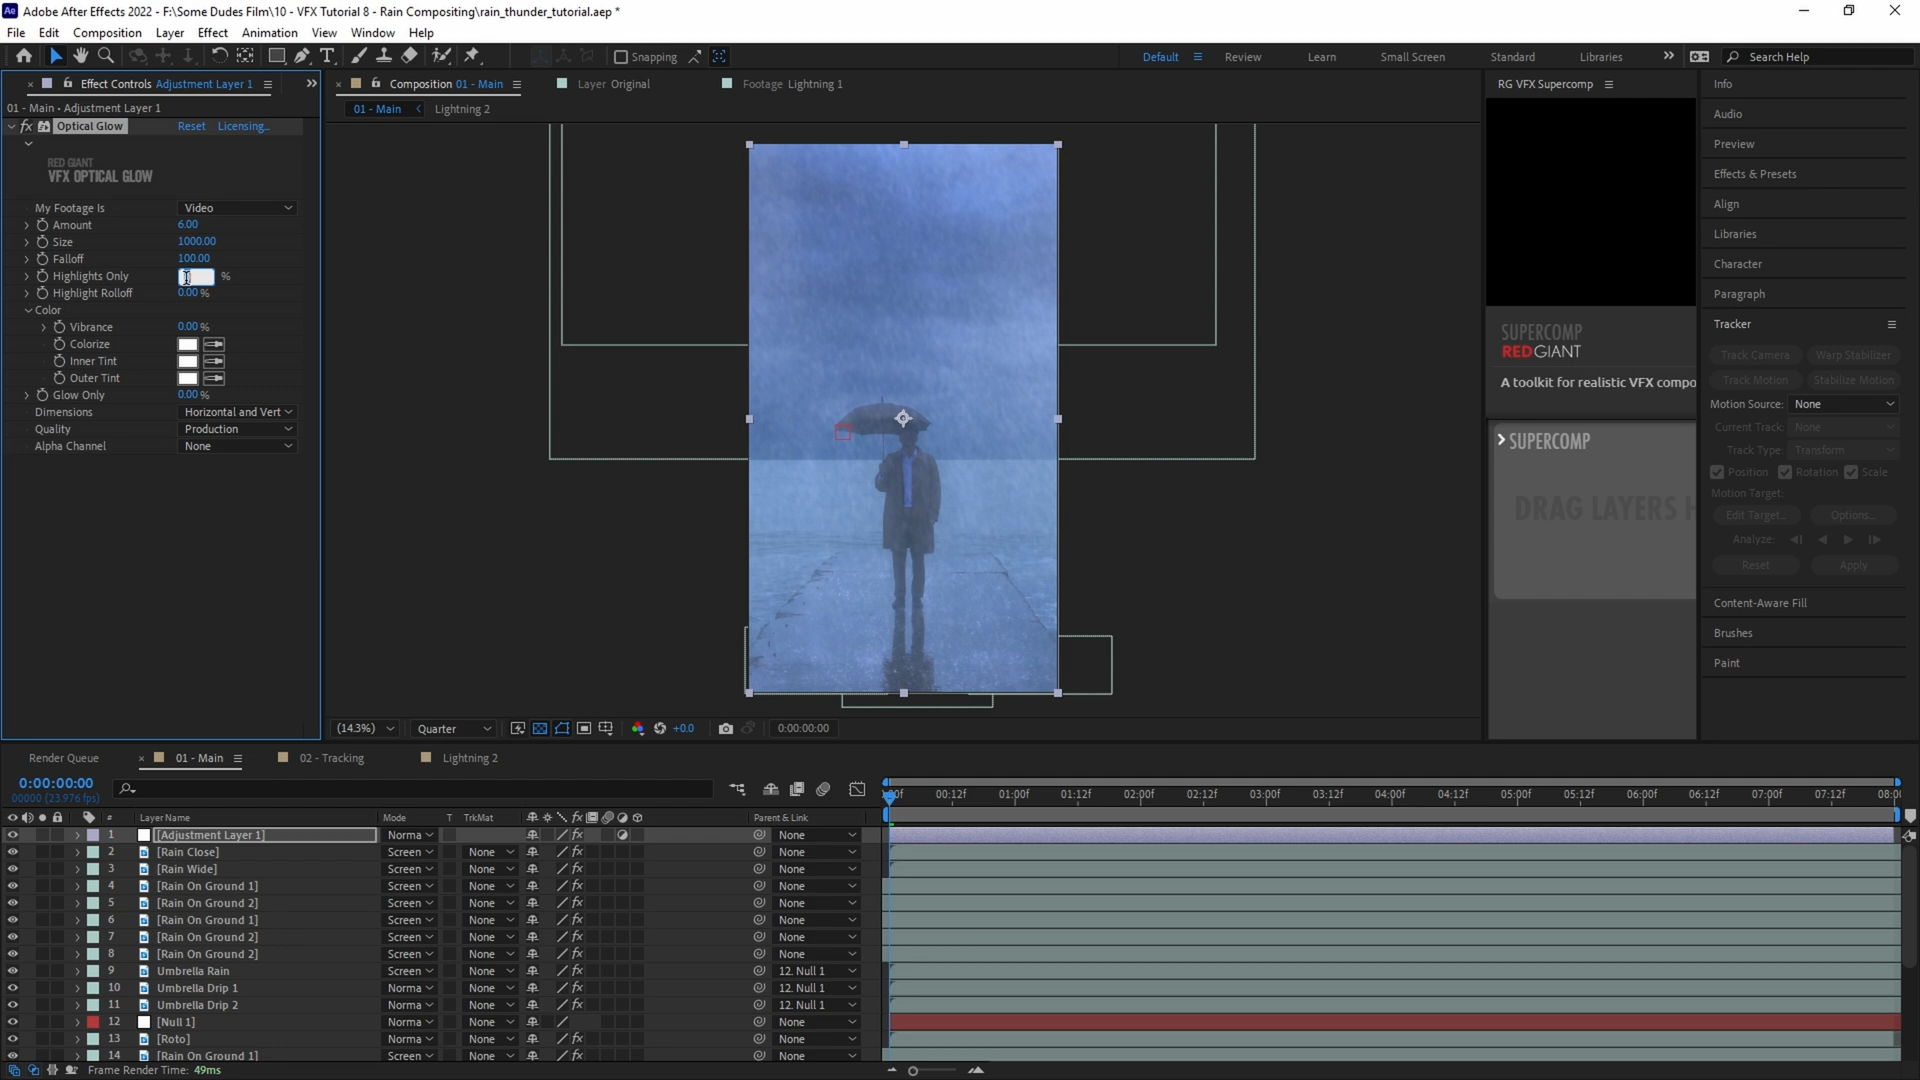 Ae Adobe After Effects 2022 - F:\Some Dudes Film\10 - VFX Tutorial 8 - Rain Compositing\rain_thunder_tutorial.aep *
File Edit Composition Layer Effect Animation View Window Help
Snapping Default Review Learn Small Screen Standard Libraries Search Help
Effect Controls Adjustment Layer 1
01 - Main • Adjustment Layer 1
fx Optical Glow Reset Licensing...
RED GIANT
VFX OPTICAL GLOW
My Footage Is Video
Amount 6.00
Size 1000.00
Falloff 100.00
Highlights Only %
Highlight Rolloff 0.00 %
Color
Vibrance 0.00 %
Colorize
Inner Tint
Outer Tint
Glow Only 0.00 %
Dimensions Horizontal and Vert
Quality Production
Alpha Channel None
Composition 01 - Main Layer Original Footage Lightning 1
01 - Main Lightning 2
(14.3%) Quarter +0.0 0:00:00:00
RG VFX Supercomp
SUPERCOMP
REDGIANT
A toolkit for realistic VFX compo
SUPERCOMP
DRAG LAYERS H
Info
Audio
Preview
Effects & Presets
Align
Libraries
Character
Paragraph
Tracker
Track Camera Warp Stabilizer
Track Motion Stabilize Motion
Motion Source: None
Current Track: None
Track Type: Transform
Position Rotation Scale
Motion Target:
Edit Target... Options...
Analyze:
Reset Apply
Content-Aware Fill
Brushes
Paint
Render Queue 01 - Main 02 - Tracking Lightning 2
0:00:00:00
00000 (23.976 fps)
00:12f 01:00f 01:12f 02:00f 02:12f 03:00f 03:12f 04:00f 04:12f 05:00f 05:12f 06:00f 06:12f 07:00f 07:12f 08:0
# Layer Name Mode T TrkMat Parent & Link
1 [Adjustment Layer 1] Norma None
2 [Rain Close] Screen None None
3 [Rain Wide] Screen None None
4 [Rain On Ground 1] Screen None None
5 [Rain On Ground 2] Screen None None
6 [Rain On Ground 1] Screen None None
7 [Rain On Ground 2] Screen None None
8 [Rain On Ground 2] Screen None None
9 Umbrella Rain Screen None 12. Null 1
10 Umbrella Drip 1 Norma None 12. Null 1
11 Umbrella Drip 2 Norma None 12. Null 1
12 [Null 1] Norma None None
13 [Roto] Norma None None
14 [Rain On Ground 1] Screen None None
Frame Render Time: 49ms